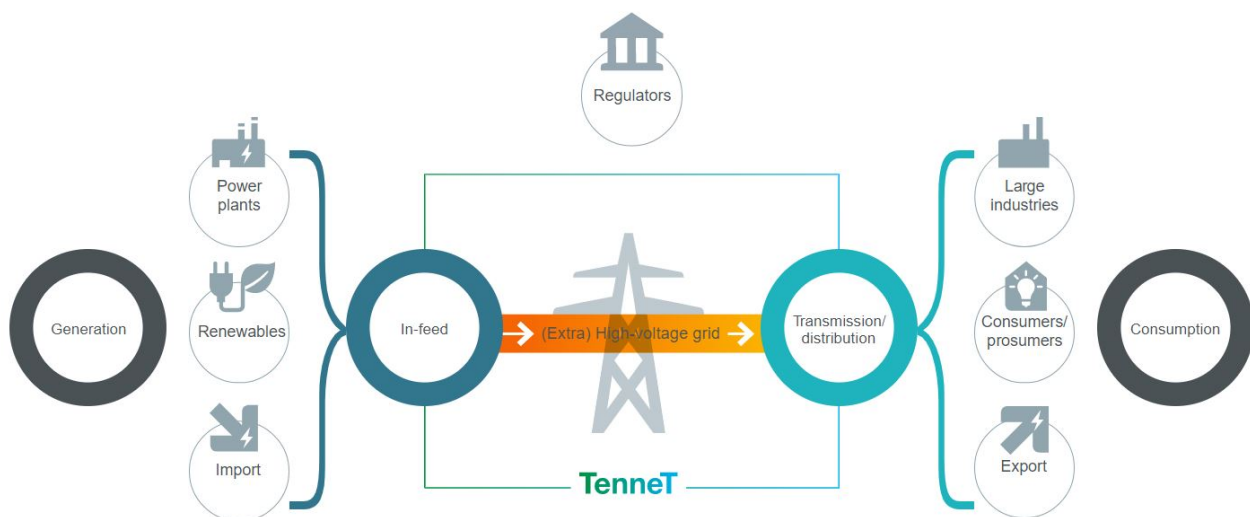 Regulators
Power
plants
Large
industries
Generation
Renewables
In-feed
(Extra) High-voltage grid
Transmission/
distribution
Consumers/
prosumers
Consumption
Import
Export
TenneT